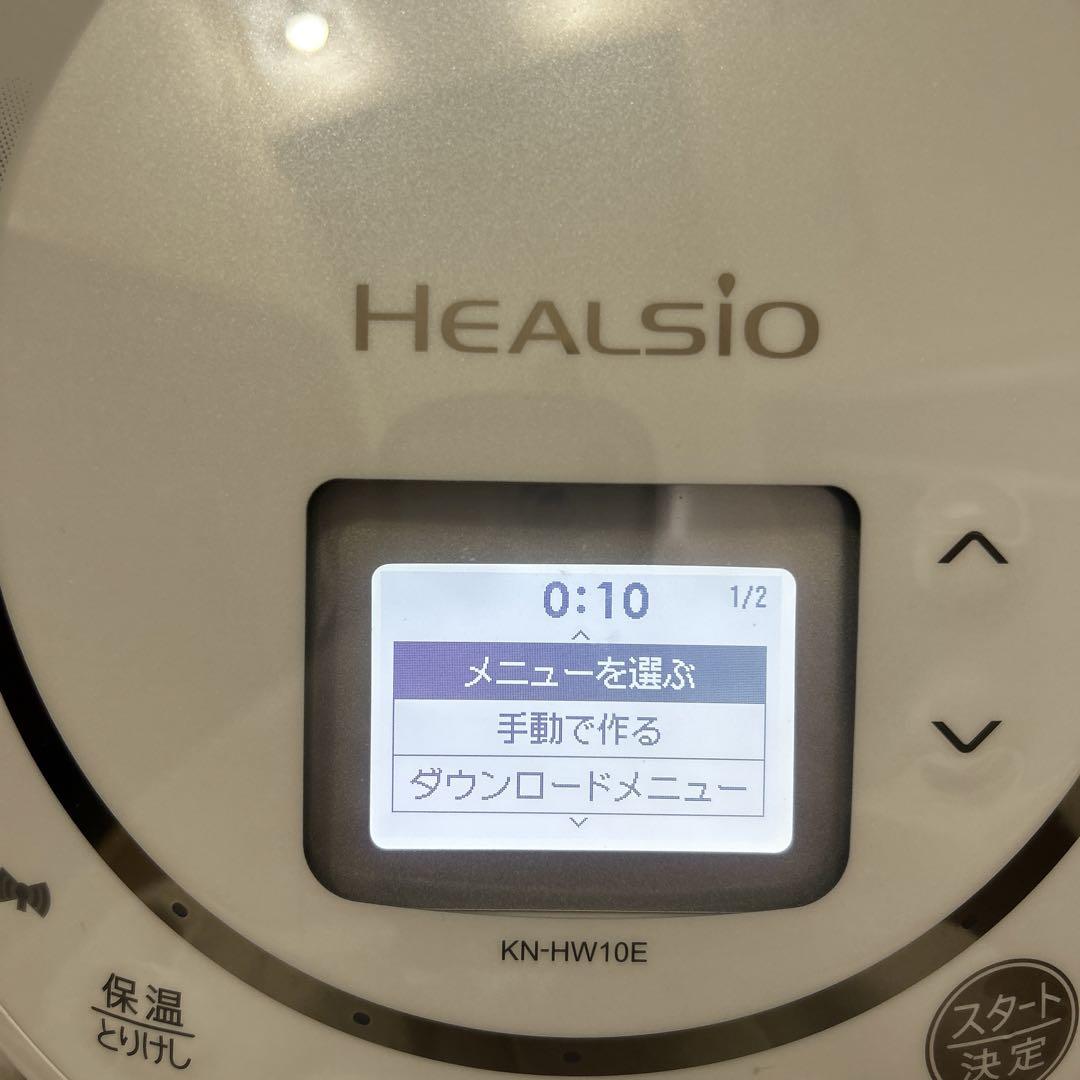 HEALSIO
0:10
1/2
メニューを選ぶ
手動で作る
ダウンロードメニュー
KN-HW10E
保温
とりけし
スタート
決定